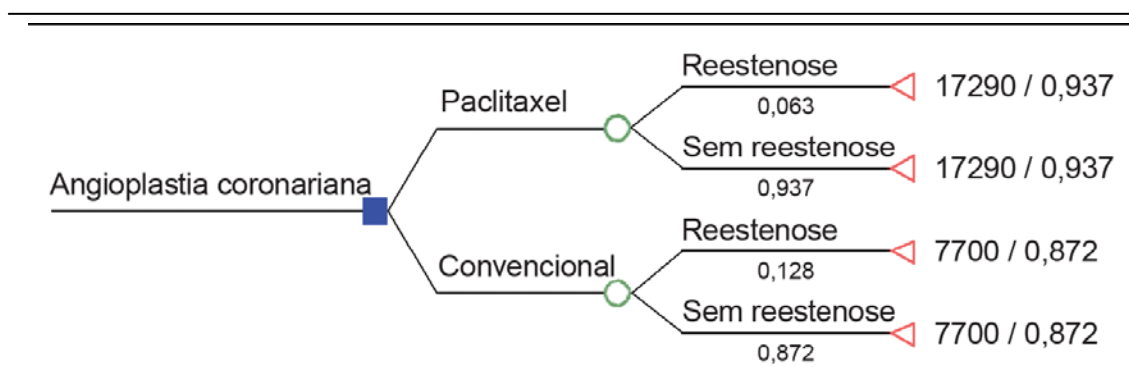 Reestenose
0,063
17290 / 0,937
Paclitaxel
Sem reestenose
0,937
17290 / 0,937
Angioplastia coronariana
Reestenose
0,128
7700 / 0,872
Convencional
Sem reestenose
0,872
7700 / 0,872